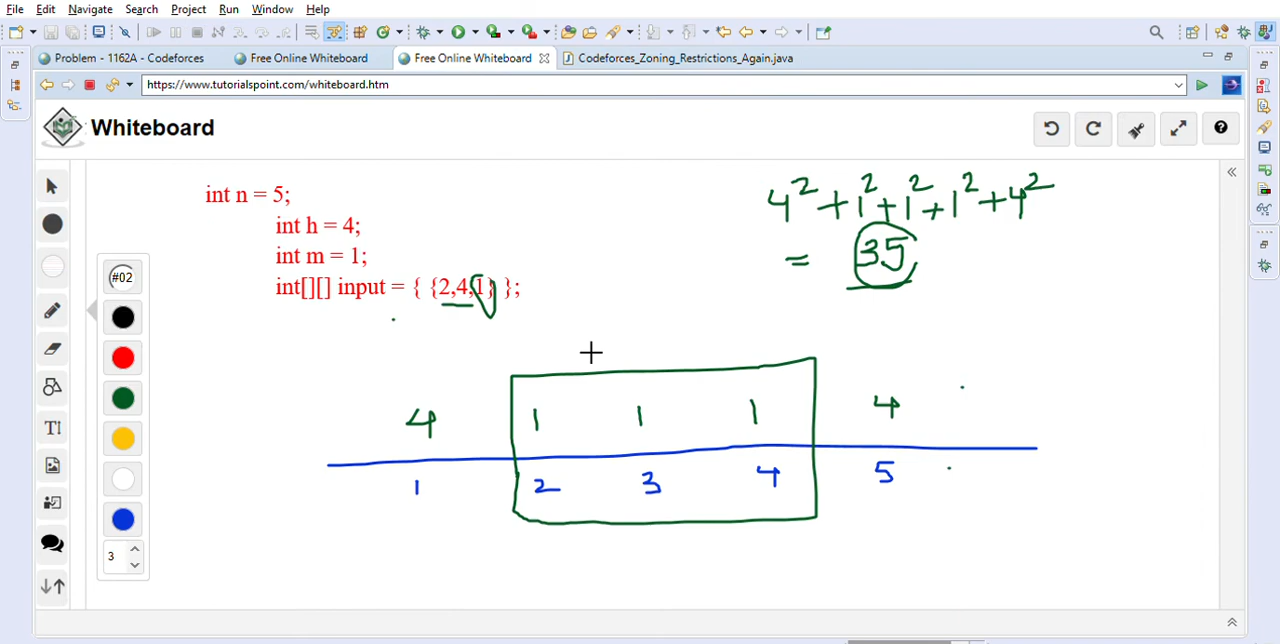 File Edit Navigate Search Project Run Window Help
Problem - 1162A - Codeforces Free Online Whiteboard Free Online Whiteboard Codeforces_Zoning_Restrictions_Again.java
https://www.tutorialspoint.com/whiteboard.htm
Whiteboard
int n = 5;
int h = 4;
int m = 1;
int[][] input = { {2,4,1} };
4² + 1² + 1² + 1² + 4²
= 35
#02
TI
3
4 1 1 1 4
1 2 3 4 5